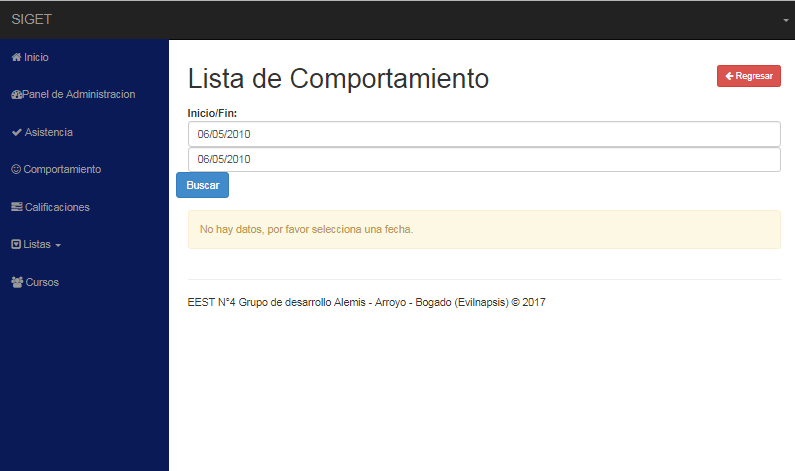 SIGET
Inicio
Panel de Administracion
Asistencia
Comportamiento
Calificaciones
Listas
Cursos
Lista de Comportamiento
Regresar
Inicio/Fin:
06/05/2010
06/05/2010
Buscar
No hay datos, por favor selecciona una fecha.
EEST N°4 Grupo de desarrollo Alemis - Arroyo - Bogado (Evilnapsis) © 2017